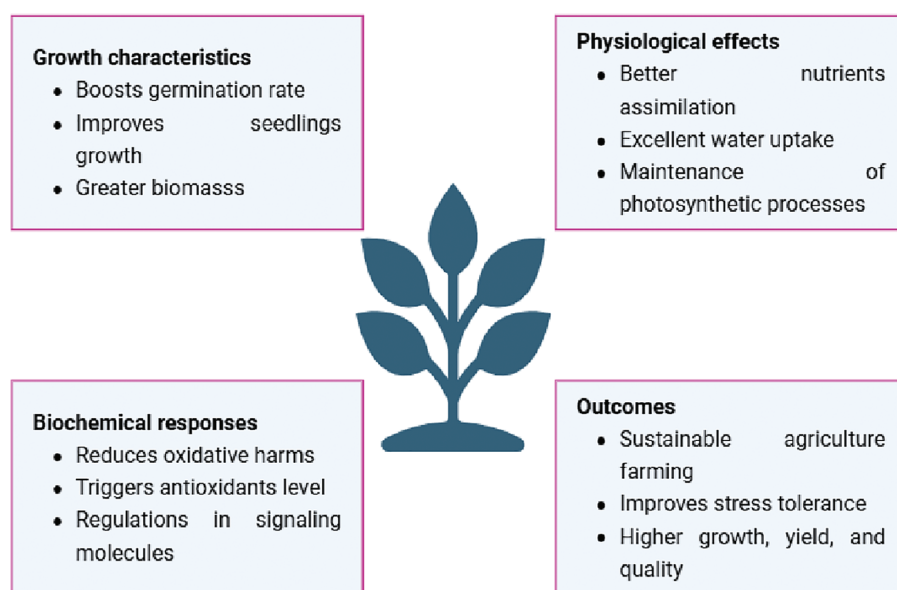 Growth characteristics
• Boosts germination rate
• Improves seedlings
growth
• Greater biomasss
Physiological effects
• Better nutrients
assimilation
• Excellent water uptake
• Maintenance of
photosynthetic processes
Biochemical responses
• Reduces oxidative harms
• Triggers antioxidants level
• Regulations in signaling
molecules
Outcomes
• Sustainable agriculture
farming
• Improves stress tolerance
• Higher growth, yield, and
quality